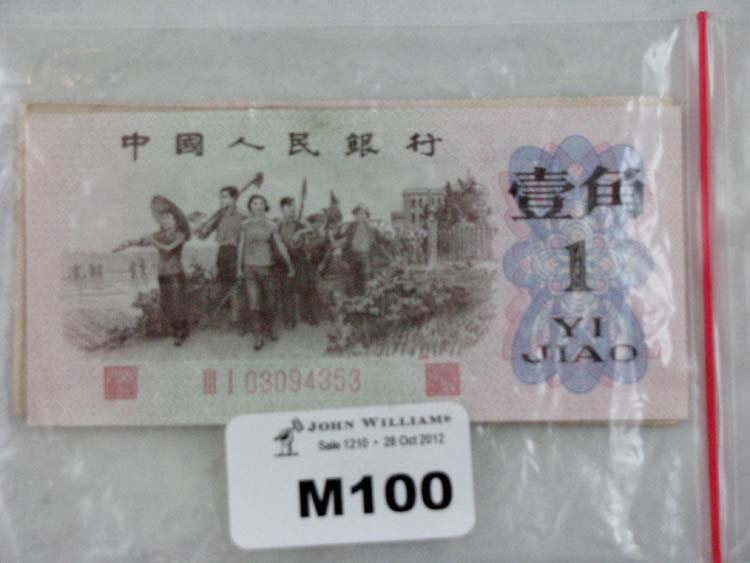 中國人民銀行
壹角
1
YI
JIAO
III I 03094353
JOHN WILLIAMS
Sale 1210 - 28 Oct 2012
M100